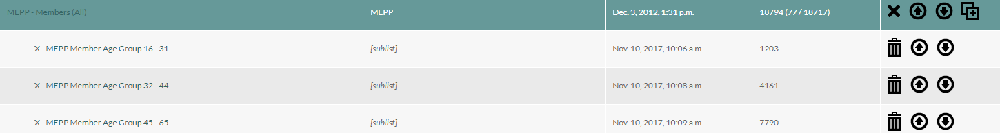 MEPP - Members (All) MEPP Dec. 3, 2012, 1:31 p.m. 18794 (77 / 18717)
X - MEPP Member Age Group 16 - 31 [sublist] Nov. 10, 2017, 10:06 a.m. 1203
X - MEPP Member Age Group 32 - 44 [sublist] Nov. 10, 2017, 10:08 a.m. 4161
X - MEPP Member Age Group 45 - 65 [sublist] Nov. 10, 2017, 10:09 a.m. 7790